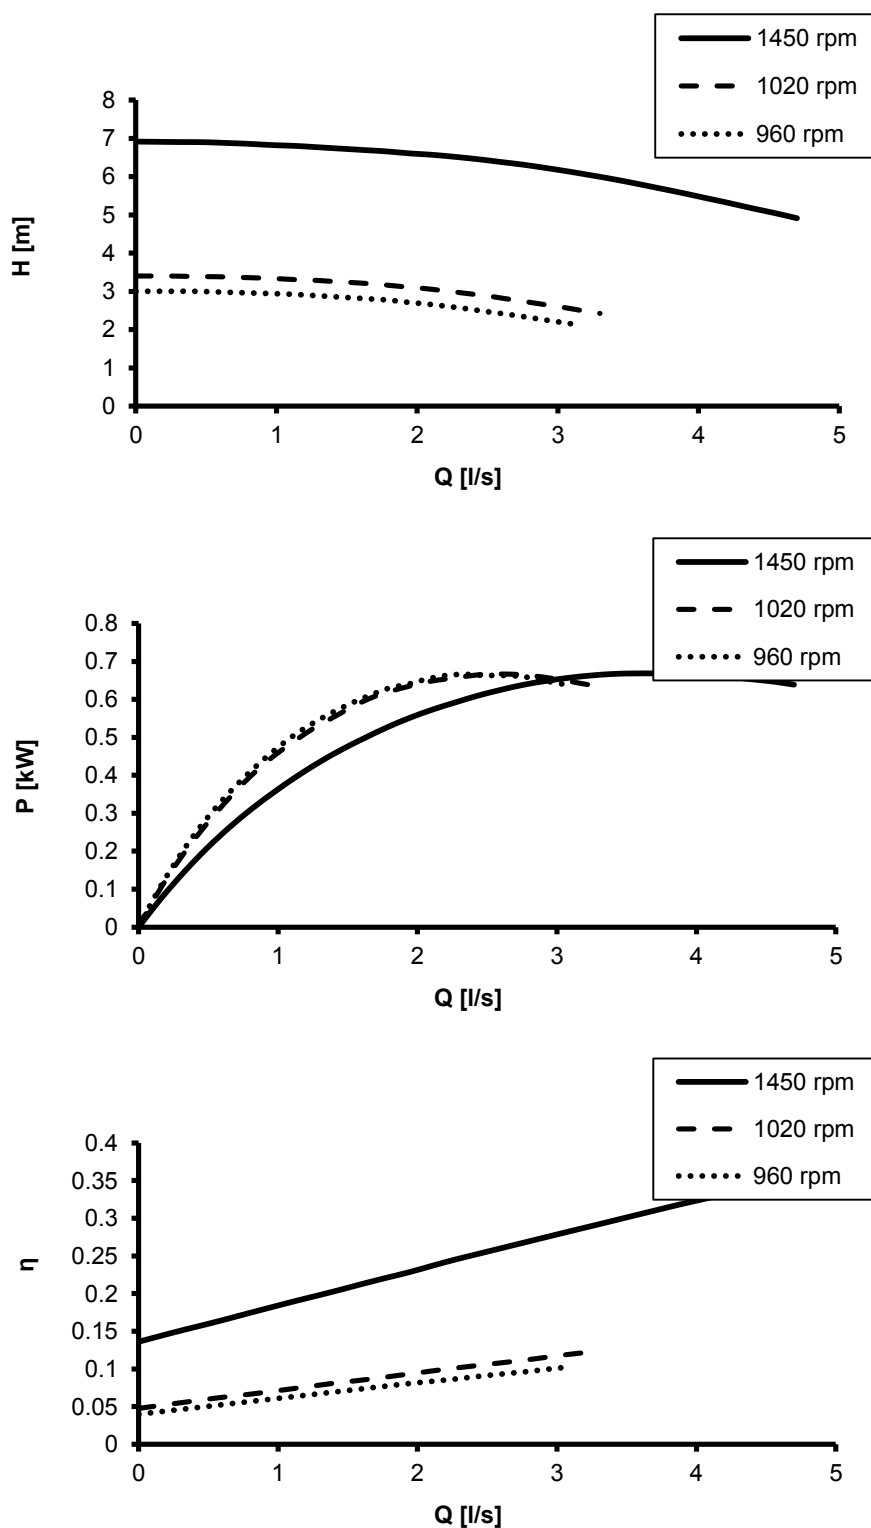 1450 rpm
1020 rpm
960 rpm
8
7
6
5
4
3
2
1
0
H [m]
0 1 2 3 4 5
Q [l/s]
1450 rpm
1020 rpm
960 rpm
0.8
0.7
0.6
0.5
0.4
0.3
0.2
0.1
0
P [kW]
0 1 2 3 4 5
Q [l/s]
1450 rpm
1020 rpm
960 rpm
0.4
0.35
0.3
0.25
0.2
0.15
0.1
0.05
0
η
0 1 2 3 4 5
Q [l/s]